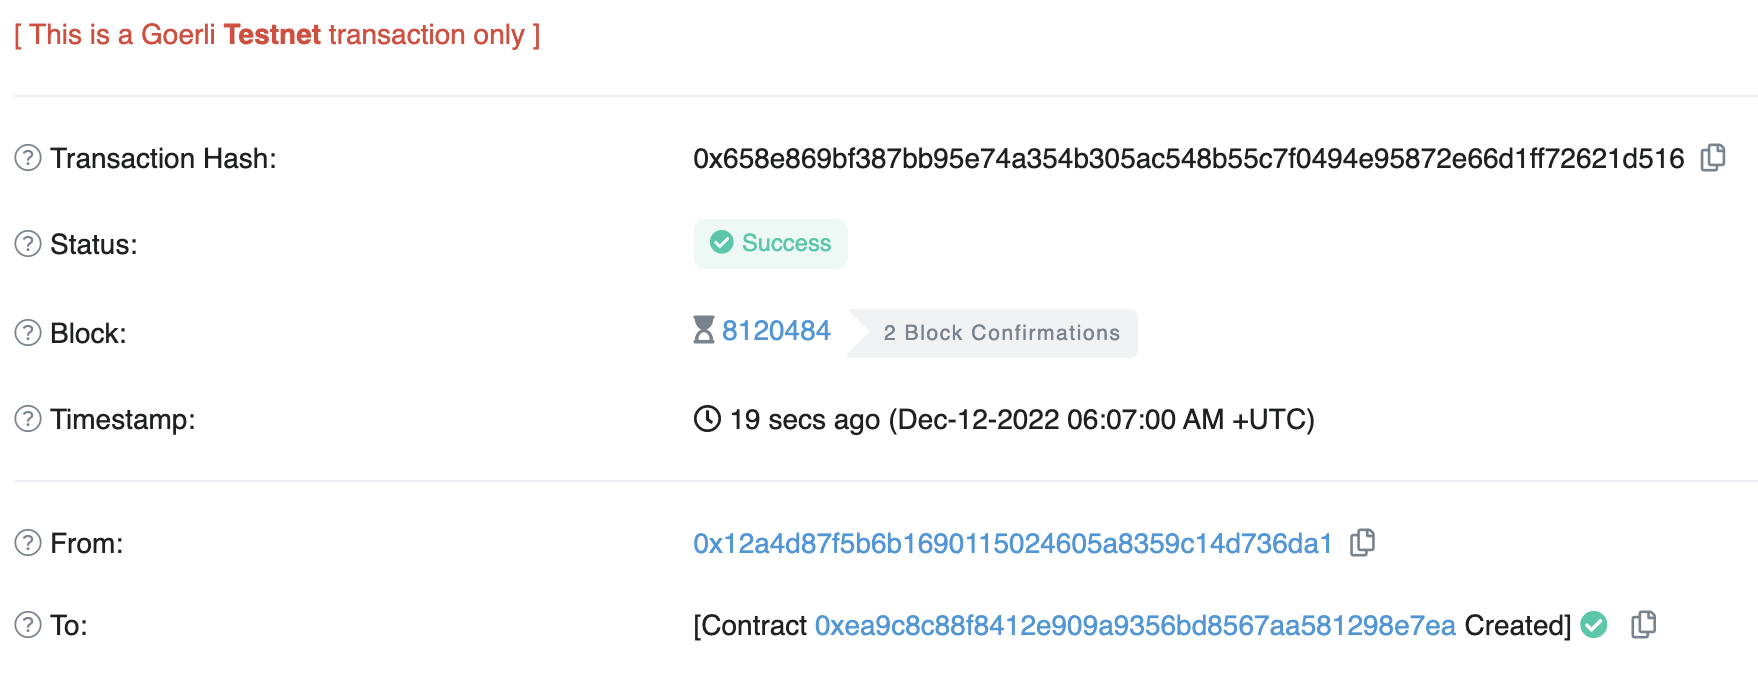 [ This is a Goerli Testnet transaction only ]
Transaction Hash: 0x658e869bf387bb95e74a354b305ac548b55c7f0494e95872e66d1ff72621d516
Status: Success
Block: 8120484 2 Block Confirmations
Timestamp: 19 secs ago (Dec-12-2022 06:07:00 AM +UTC)
From: 0x12a4d87f5b6b1690115024605a8359c14d736da1
To: [Contract 0xea9c8c88f8412e909a9356bd8567aa581298e7ea Created]